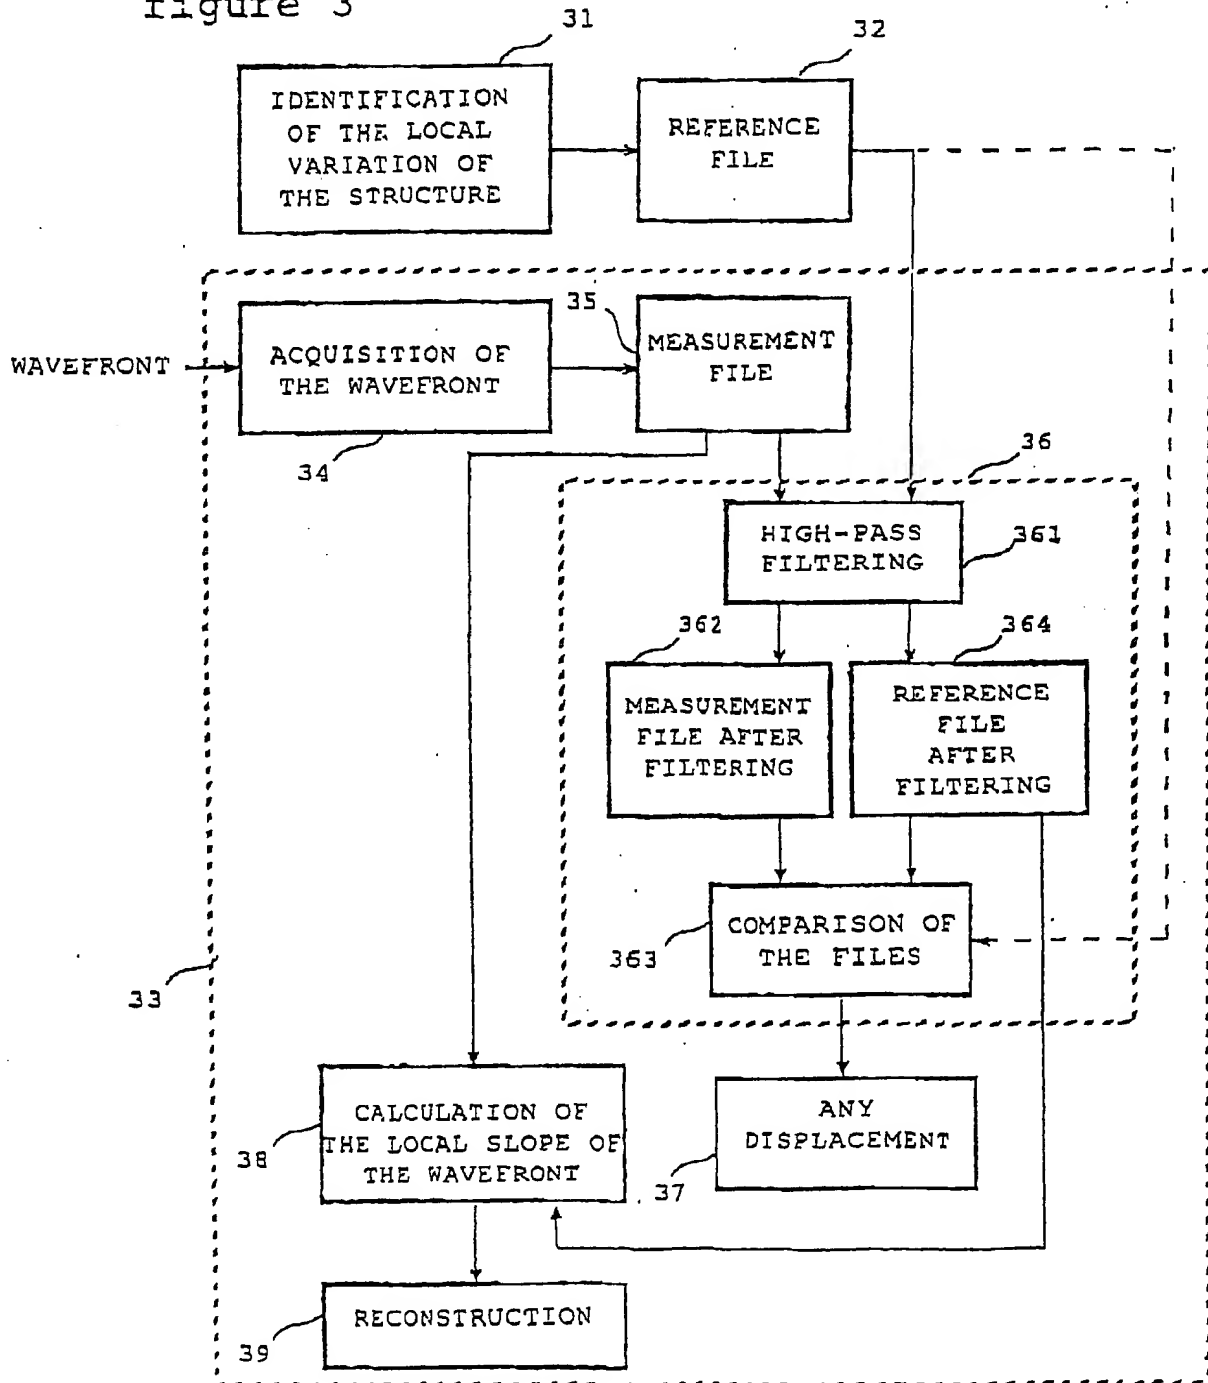 figure 3
31
32
IDENTIFICATION
OF THE LOCAL
VARIATION OF
THE STRUCTURE
REFERENCE
FILE
35
WAVEFRONT
ACQUISITION OF
THE WAVEFRONT
MEASUREMENT
FILE
34
36
HIGH-PASS
FILTERING
361
362
364
MEASUREMENT
FILE AFTER
FILTERING
REFERENCE
FILE
AFTER
FILTERING
COMPARISON OF
THE FILES
363
33
CALCULATION OF
THE LOCAL SLOPE OF
THE WAVEFRONT
38
ANY
DISPLACEMENT
37
RECONSTRUCTION
39